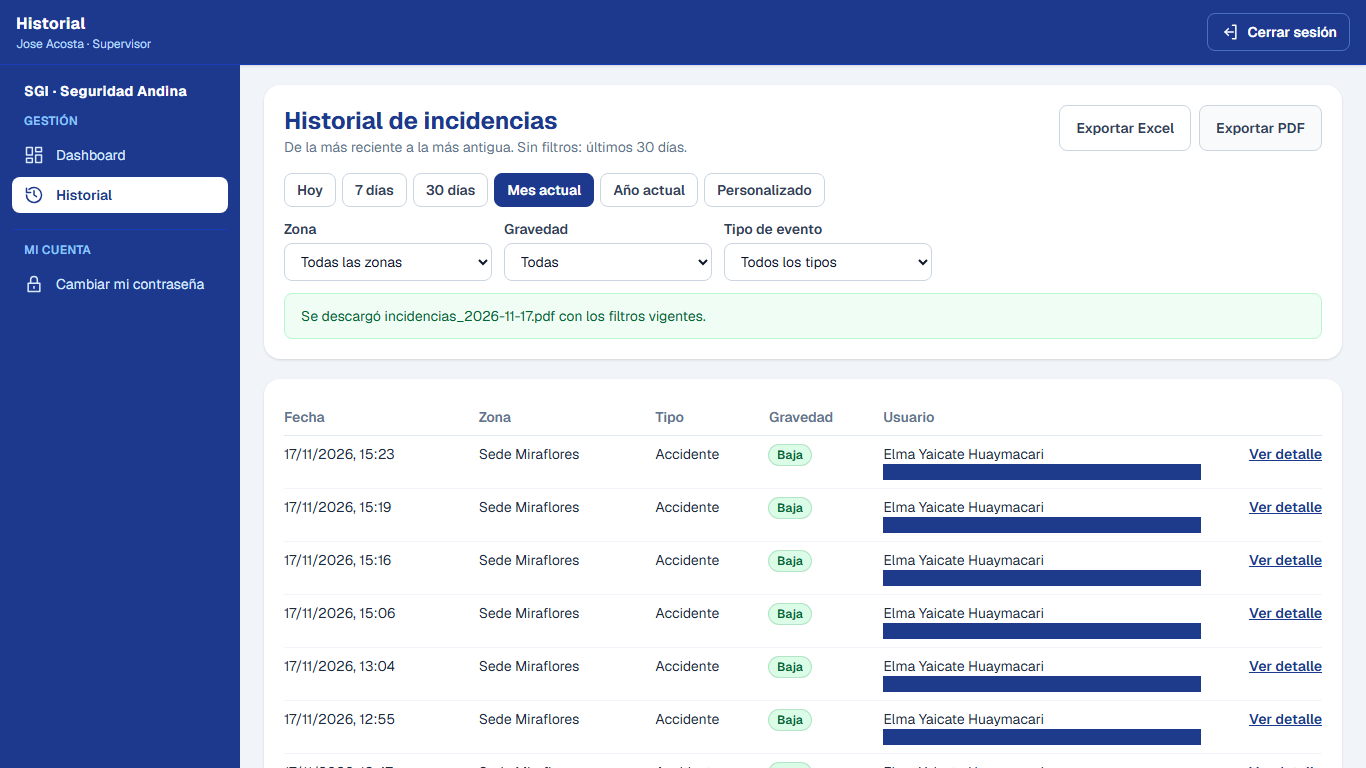 Historial
Jose Acosta · Supervisor
Cerrar sesión
SGI · Seguridad Andina
GESTIÓN
Dashboard
Historial
MI CUENTA
Cambiar mi contraseña
Historial de incidencias
De la más reciente a la más antigua. Sin filtros: últimos 30 días.
Exportar Excel
Exportar PDF
Hoy 7 días 30 días Mes actual Año actual Personalizado
Zona Gravedad Tipo de evento
Todas las zonas Todas Todos los tipos
Se descargó incidencias_2026-11-17.pdf con los filtros vigentes.
Fecha Zona Tipo Gravedad Usuario
17/11/2026, 15:23 Sede Miraflores Accidente Baja Elma Yaicate Huaymacari Ver detalle
17/11/2026, 15:19 Sede Miraflores Accidente Baja Elma Yaicate Huaymacari Ver detalle
17/11/2026, 15:16 Sede Miraflores Accidente Baja Elma Yaicate Huaymacari Ver detalle
17/11/2026, 15:06 Sede Miraflores Accidente Baja Elma Yaicate Huaymacari Ver detalle
17/11/2026, 13:04 Sede Miraflores Accidente Baja Elma Yaicate Huaymacari Ver detalle
17/11/2026, 12:55 Sede Miraflores Accidente Baja Elma Yaicate Huaymacari Ver detalle